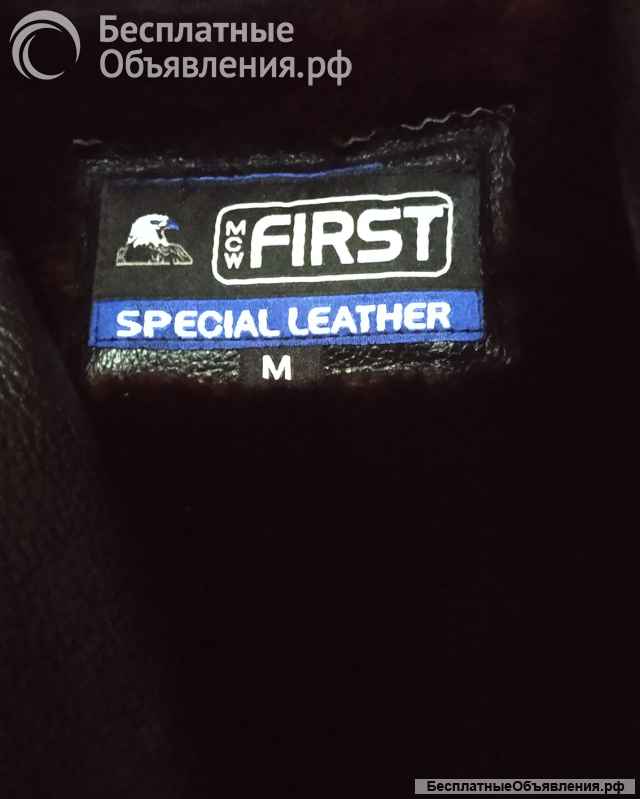 Бесплатные
Объявления.рф
MCW FIRST
SPECIAL LEATHER
M
БесплатныеОбъявления.рф